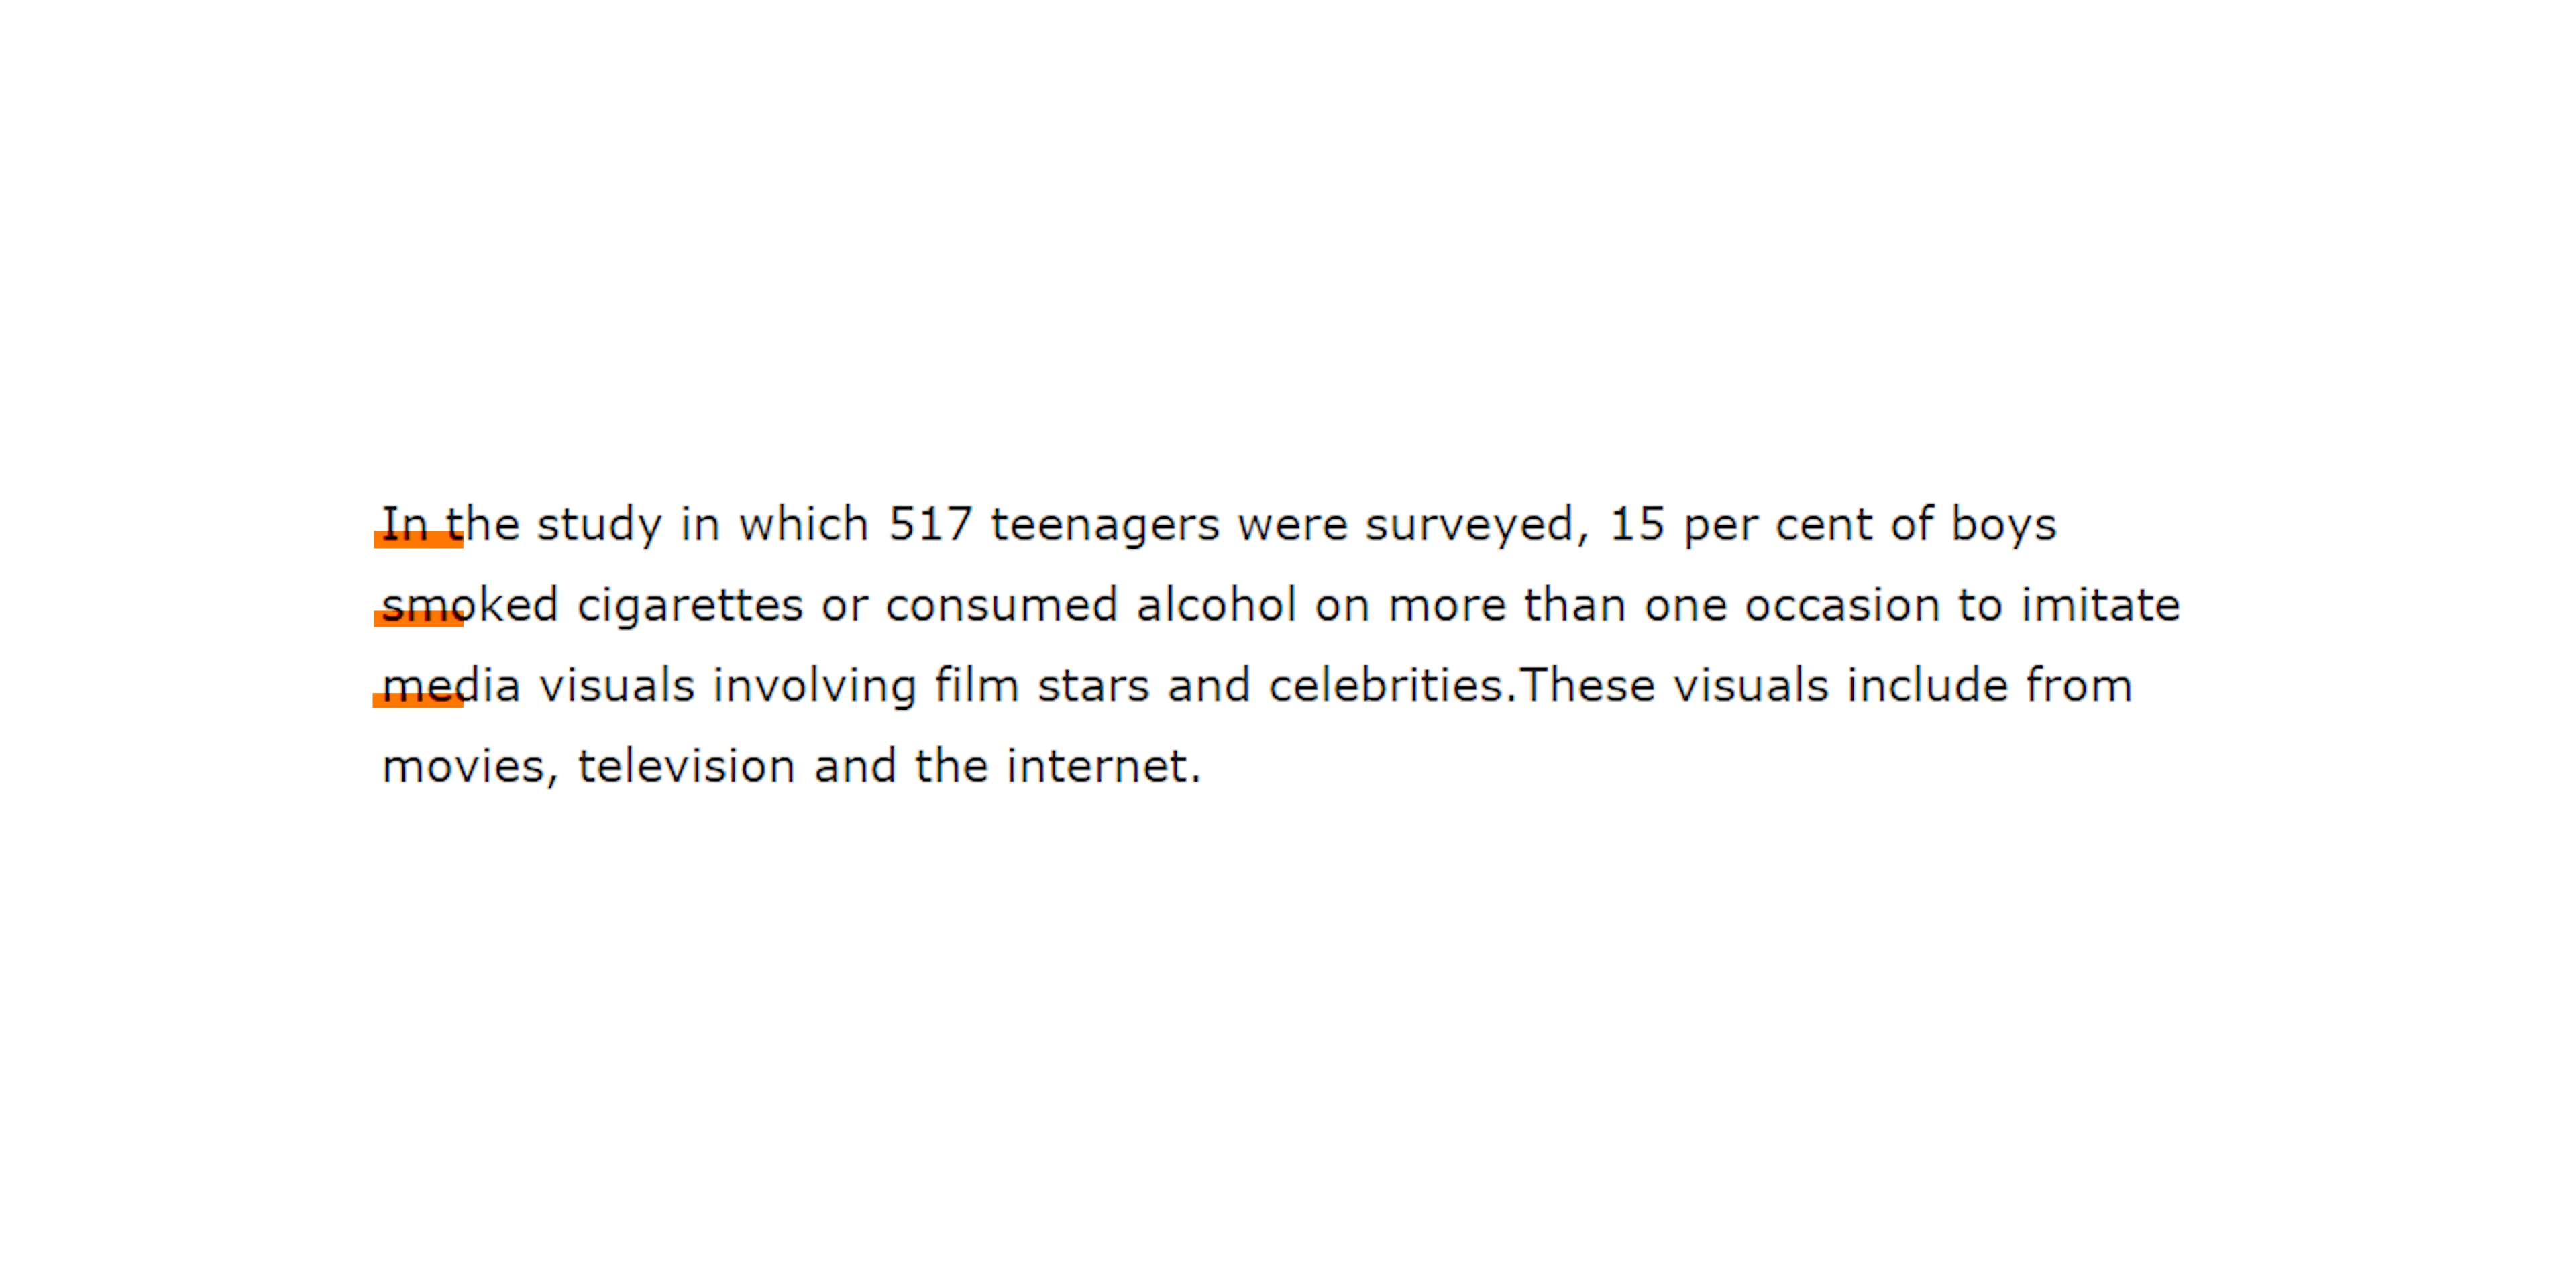 In the study in which 517 teenagers were surveyed, 15 per cent of boys
smoked cigarettes or consumed alcohol on more than one occasion to imitate
media visuals involving film stars and celebrities.These visuals include from
movies, television and the internet.